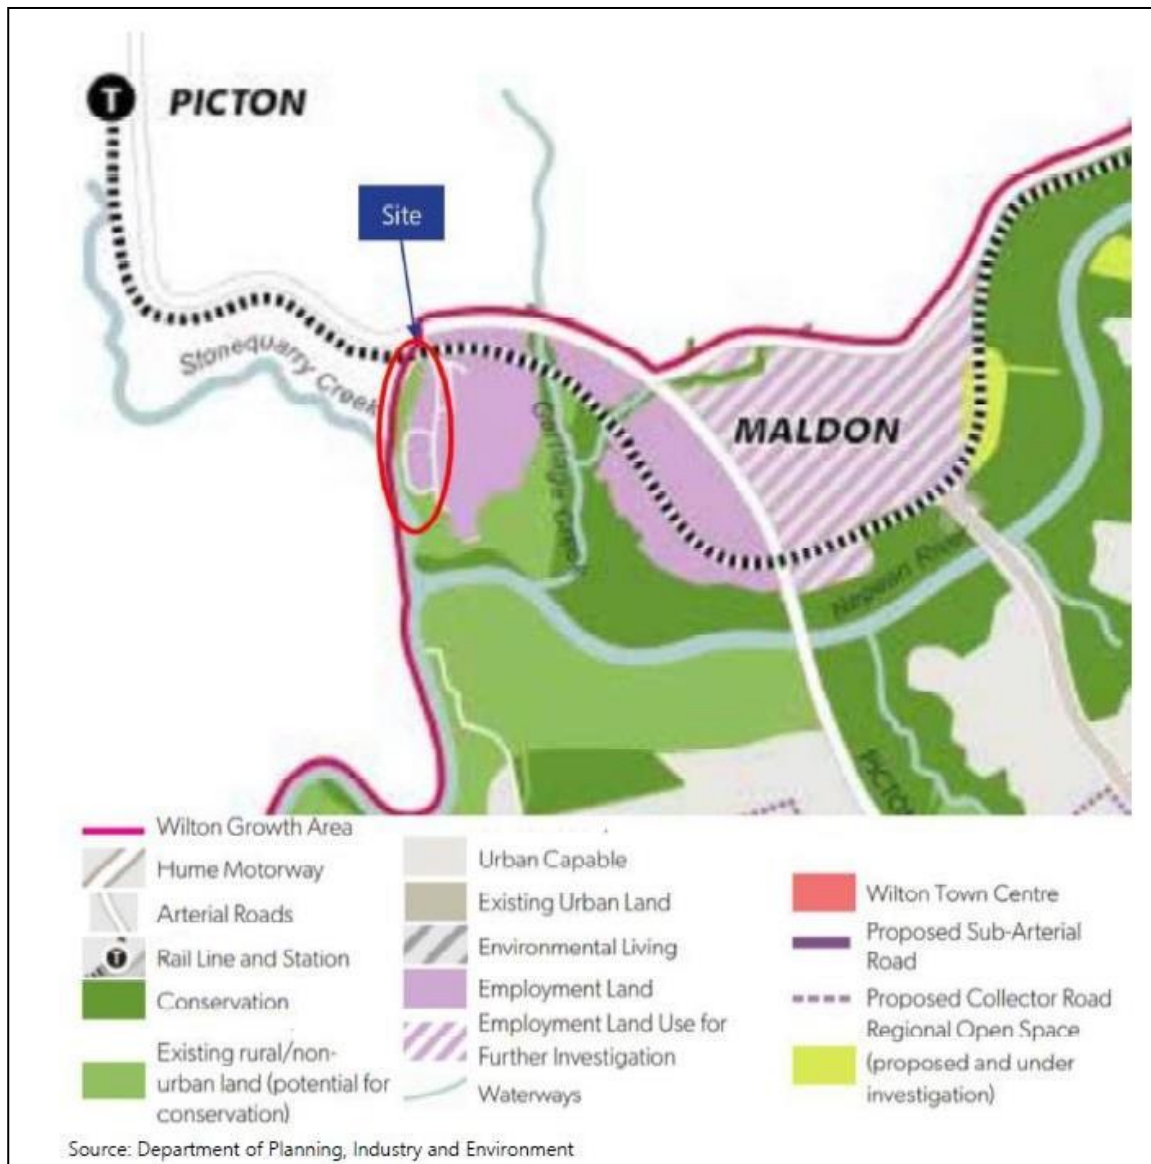 T
PICTON
Site
Stonequarry Creek
Carriage Creek
MALDON
Nepean River
PICTON
Wilton Growth Area
Hume Motorway
Arterial Roads
T
Rail Line and Station
Conservation
Existing rural/non-
urban land (potential for
conservation)
Urban Capable
Existing Urban Land
Environmental Living
Employment Land
Employment Land Use for
Further Investigation
Waterways
Wilton Town Centre
Proposed Sub-Arterial
Road
Proposed Collector Road
Regional Open Space
(proposed and under
investigation)
Source: Department of Planning, Industry and Environment